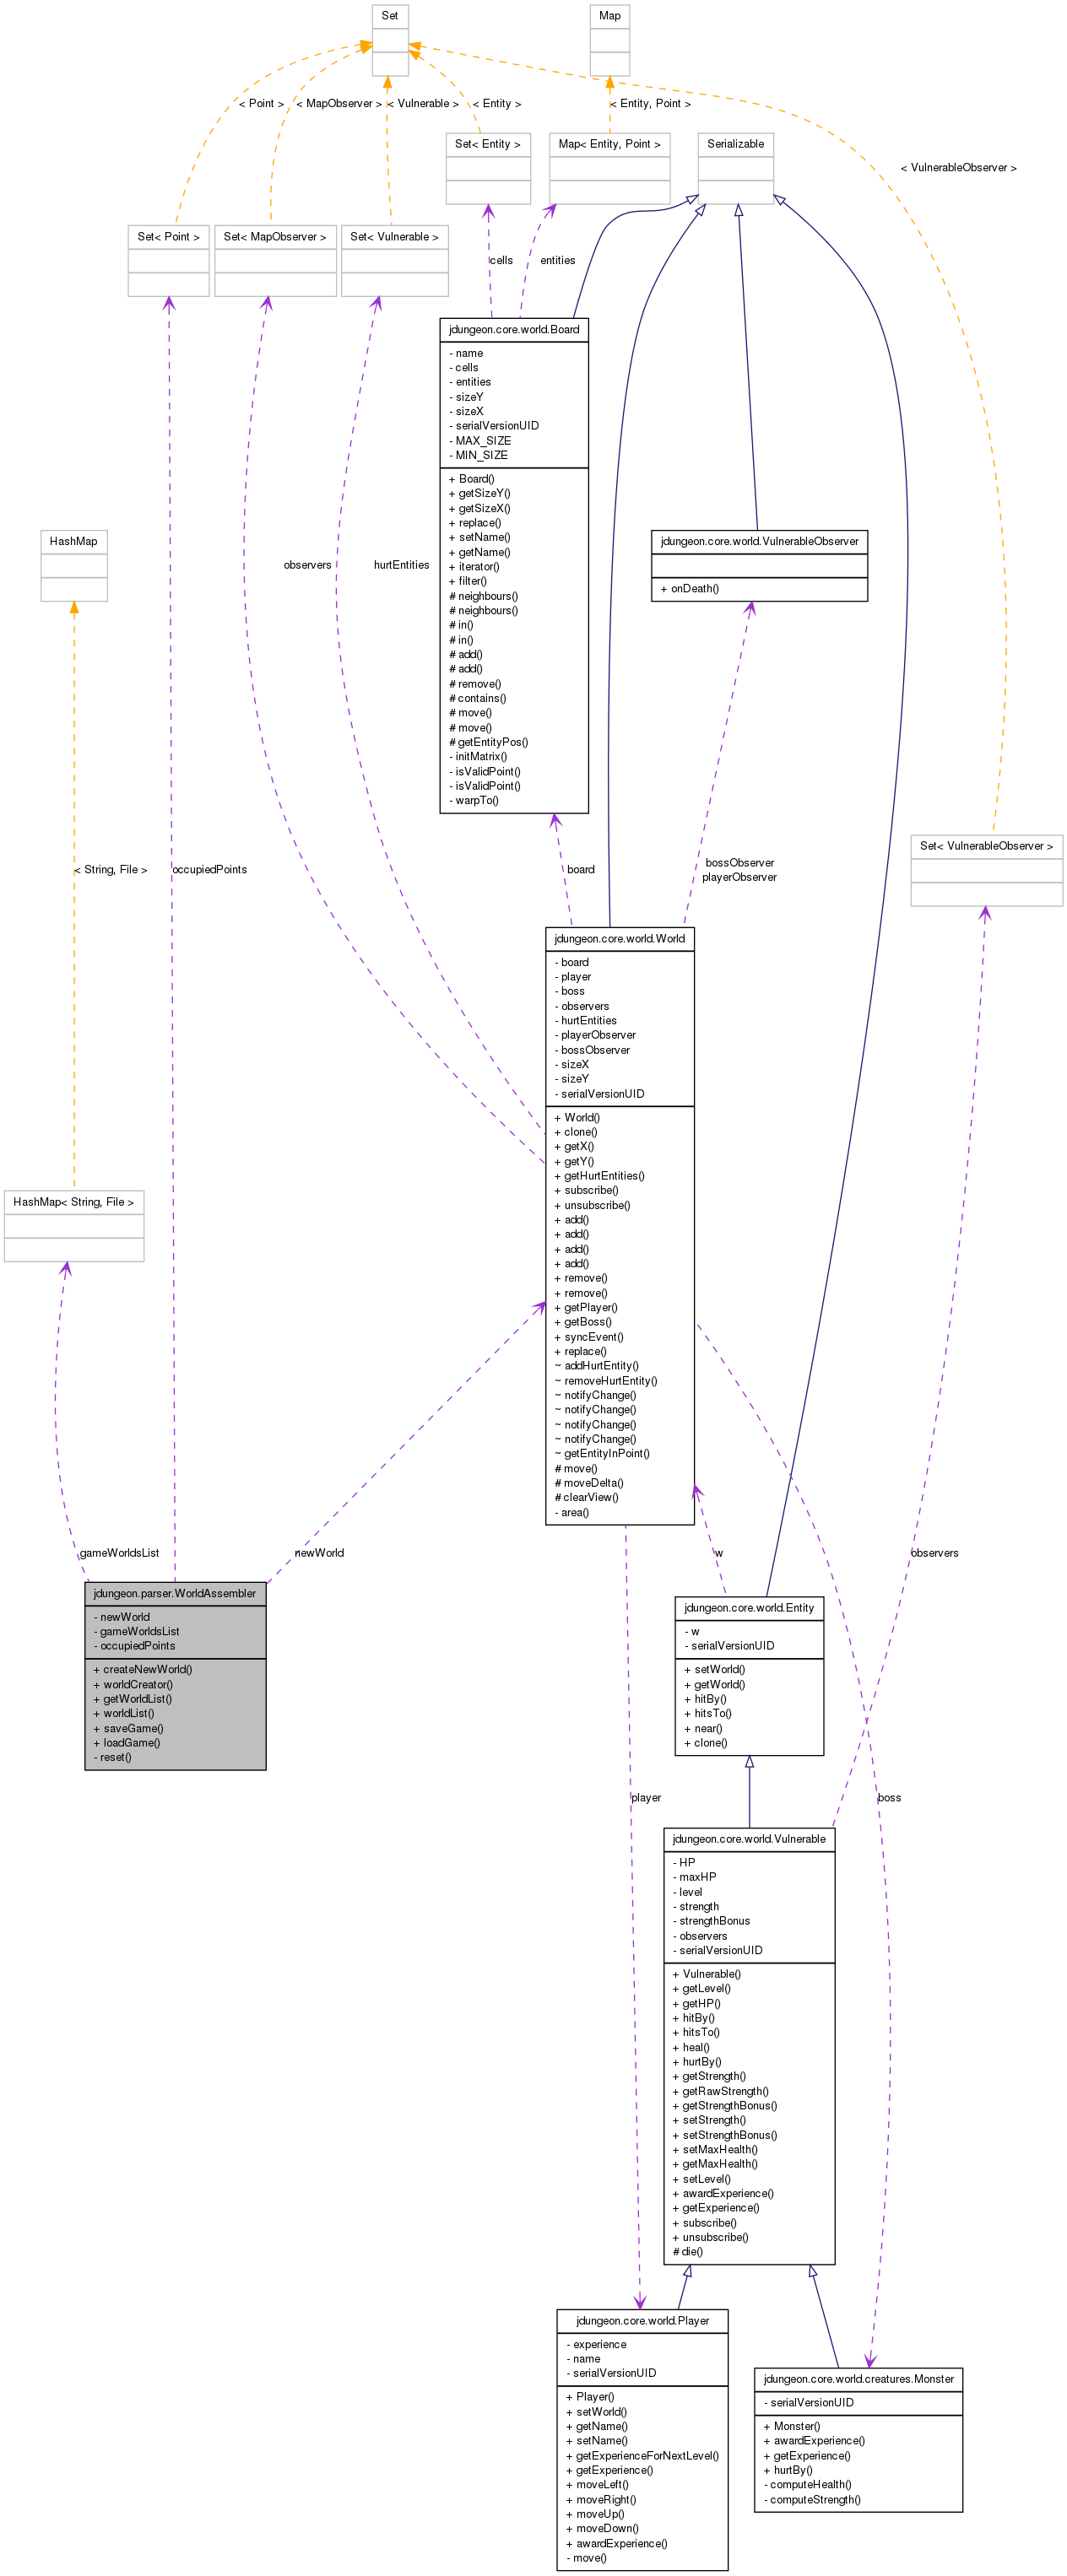 Set
Map
< Point >
< MapObserver >
< Vulnerable >
< Entity >
< Entity, Point >
Set< Entity >
Map< Entity, Point >
Serializable
< VulnerableObserver >
Set< Point >
Set< MapObserver >
Set< Vulnerable >
cells
entities
jdungeon.core.world.Board
- name
- cells
- entities
- sizeY
- sizeX
- serialVersionUID
- MAX_SIZE
- MIN_SIZE
+ Board()
+ getSizeY()
+ getSizeX()
+ replace()
+ setName()
+ getName()
+ iterator()
+ filter()
# neighbours()
# neighbours()
# in()
# in()
# add()
# add()
# remove()
# contains()
# move()
# move()
# getEntityPos()
- initMatrix()
- isValidPoint()
- isValidPoint()
- warpTo()
HashMap
observers
hurtEntities
jdungeon.core.world.VulnerableObserver
+ onDeath()
< String, File >
occupiedPoints
board
bossObserver
playerObserver
Set< VulnerableObserver >
jdungeon.core.world.World
- board
- player
- boss
- observers
- hurtEntities
- playerObserver
- bossObserver
- sizeX
- sizeY
- serialVersionUID
+ World()
+ clone()
+ getX()
+ getY()
+ getHurtEntities()
+ subscribe()
+ unsubscribe()
+ add()
+ add()
+ add()
+ add()
+ remove()
+ remove()
+ getPlayer()
+ getBoss()
+ syncEvent()
+ replace()
~ addHurtEntity()
~ removeHurtEntity()
~ notifyChange()
~ notifyChange()
~ notifyChange()
~ notifyChange()
~ getEntityInPoint()
# move()
# moveDelta()
# clearView()
- area()
HashMap< String, File >
gameWorldsList
newWorld
w
observers
jdungeon.parser.WorldAssembler
- newWorld
- gameWorldsList
- occupiedPoints
+ createNewWorld()
+ worldCreator()
+ getWorldList()
+ worldList()
+ saveGame()
+ loadGame()
- reset()
jdungeon.core.world.Entity
- w
- serialVersionUID
+ setWorld()
+ getWorld()
+ hitBy()
+ hitsTo()
+ near()
+ clone()
player
boss
jdungeon.core.world.Vulnerable
- HP
- maxHP
- level
- strength
- strengthBonus
- observers
- serialVersionUID
+ Vulnerable()
+ getLevel()
+ getHP()
+ hitBy()
+ hitsTo()
+ heal()
+ hurtBy()
+ getStrength()
+ getRawStrength()
+ getStrengthBonus()
+ setStrength()
+ setStrengthBonus()
+ setMaxHealth()
+ getMaxHealth()
+ setLevel()
+ awardExperience()
+ getExperience()
+ subscribe()
+ unsubscribe()
# die()
jdungeon.core.world.Player
- experience
- name
- serialVersionUID
+ Player()
+ setWorld()
+ getName()
+ setName()
+ getExperienceForNextLevel()
+ getExperience()
+ moveLeft()
+ moveRight()
+ moveUp()
+ moveDown()
+ awardExperience()
- move()
jdungeon.core.world.creatures.Monster
- serialVersionUID
+ Monster()
+ awardExperience()
+ getExperience()
+ hurtBy()
- computeHealth()
- computeStrength()